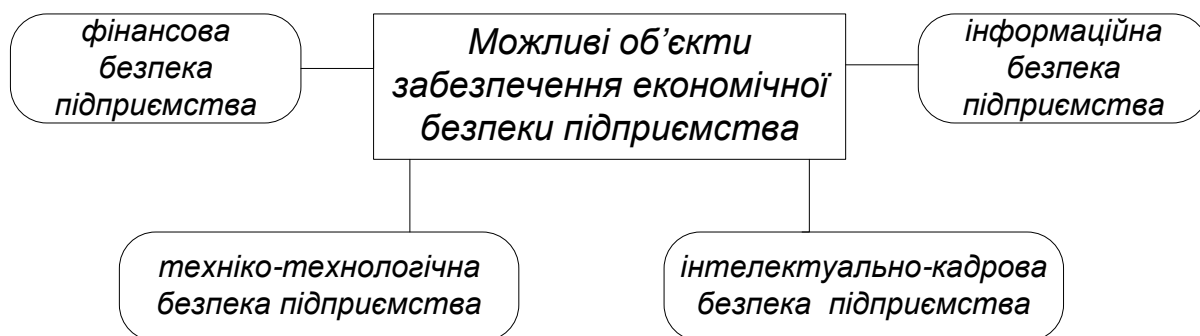 фінансова
безпека
підприємства
Можливі об’єкти
забезпечення економічної
безпеки підприємства
інформаційна
безпека
підприємства
техніко-технологічна
безпека підприємства
інтелектуально-кадрова
безпека підприємства